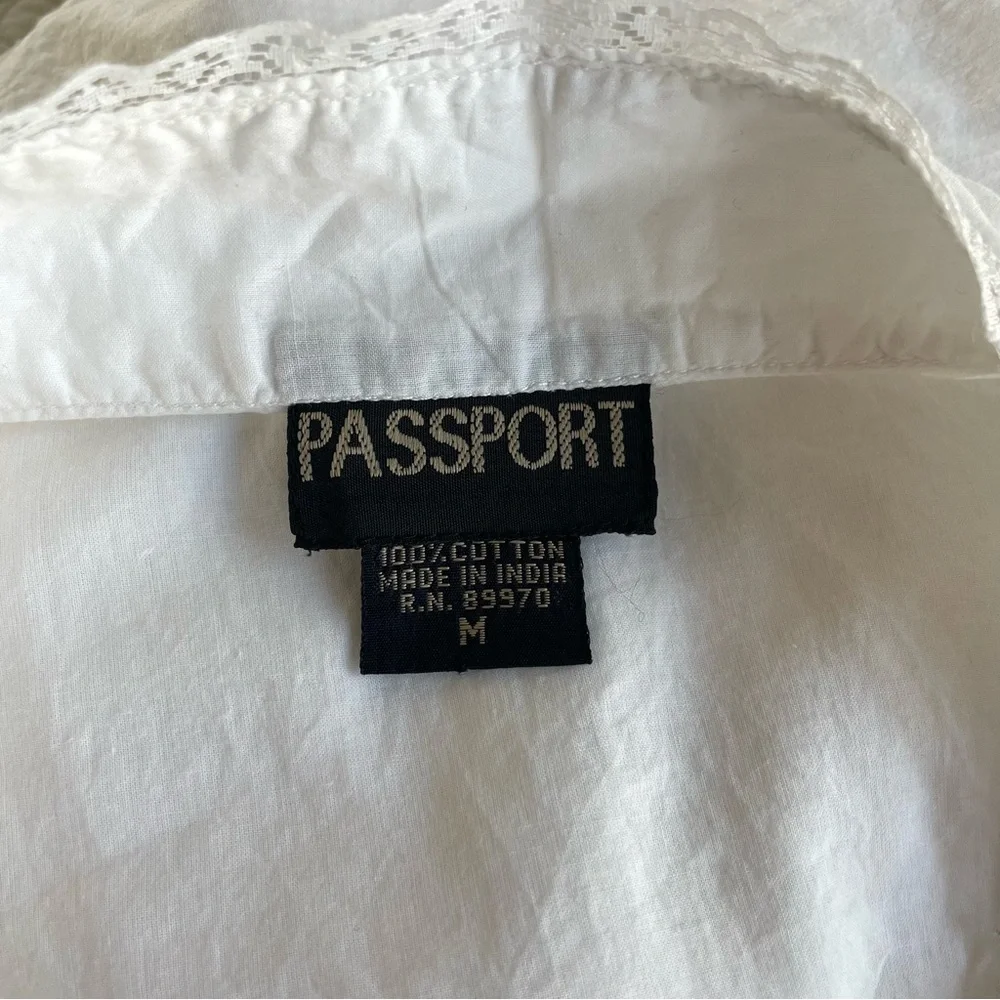 PASSPORT
100% COTTON
MADE IN INDIA
R.N. 89970
M